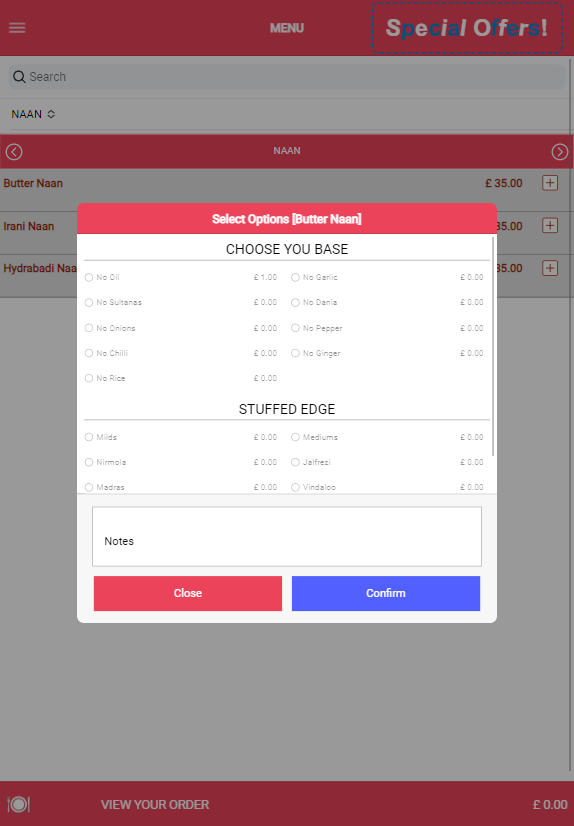 MENU
Special Offers!
Search
NAAN
NAAN
Butter Naan £ 35.00
Irani Naan 35.00
Hydrabadi Naa 35.00
Select Options [Butter Naan]
CHOOSE YOU BASE
No Oil £ 1.00 No Garlic £ 0.00
No Sultanas £ 0.00 No Dania £ 0.00
No Onions £ 0.00 No Pepper £ 0.00
No Chilli £ 0.00 No Ginger £ 0.00
No Rice £ 0.00
STUFFED EDGE
Milds £ 0.00 Mediums £ 0.00
Nirmola £ 0.00 Jalfrezi £ 0.00
Madras £ 0.00 Vindaloo £ 0.00
Notes
Close Confirm
VIEW YOUR ORDER £ 0.00